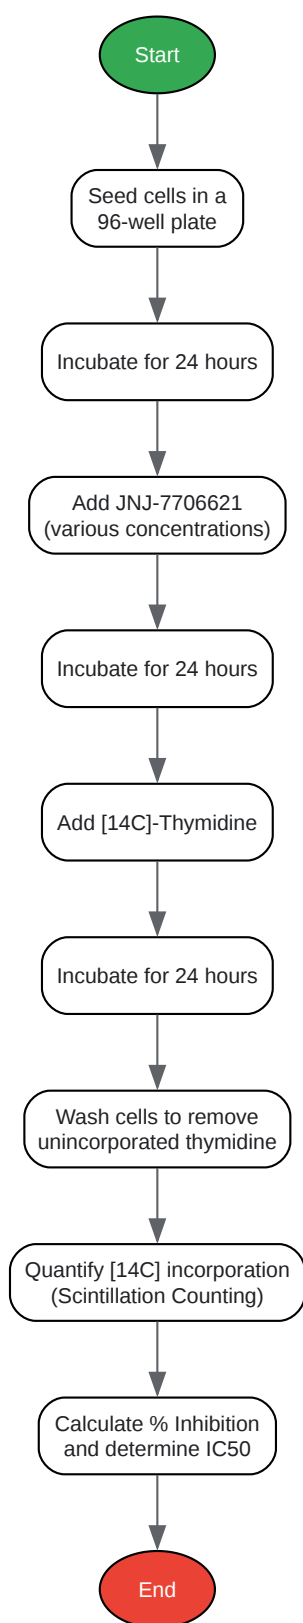 Start
Seed cells in a
96-well plate
Incubate for 24 hours
Add JNJ-7706621
(various concentrations)
Incubate for 24 hours
Add [14C]-Thymidine
Incubate for 24 hours
Wash cells to remove
unincorporated thymidine
Quantify [14C] incorporation
(Scintillation Counting)
Calculate % Inhibition
and determine IC50
End